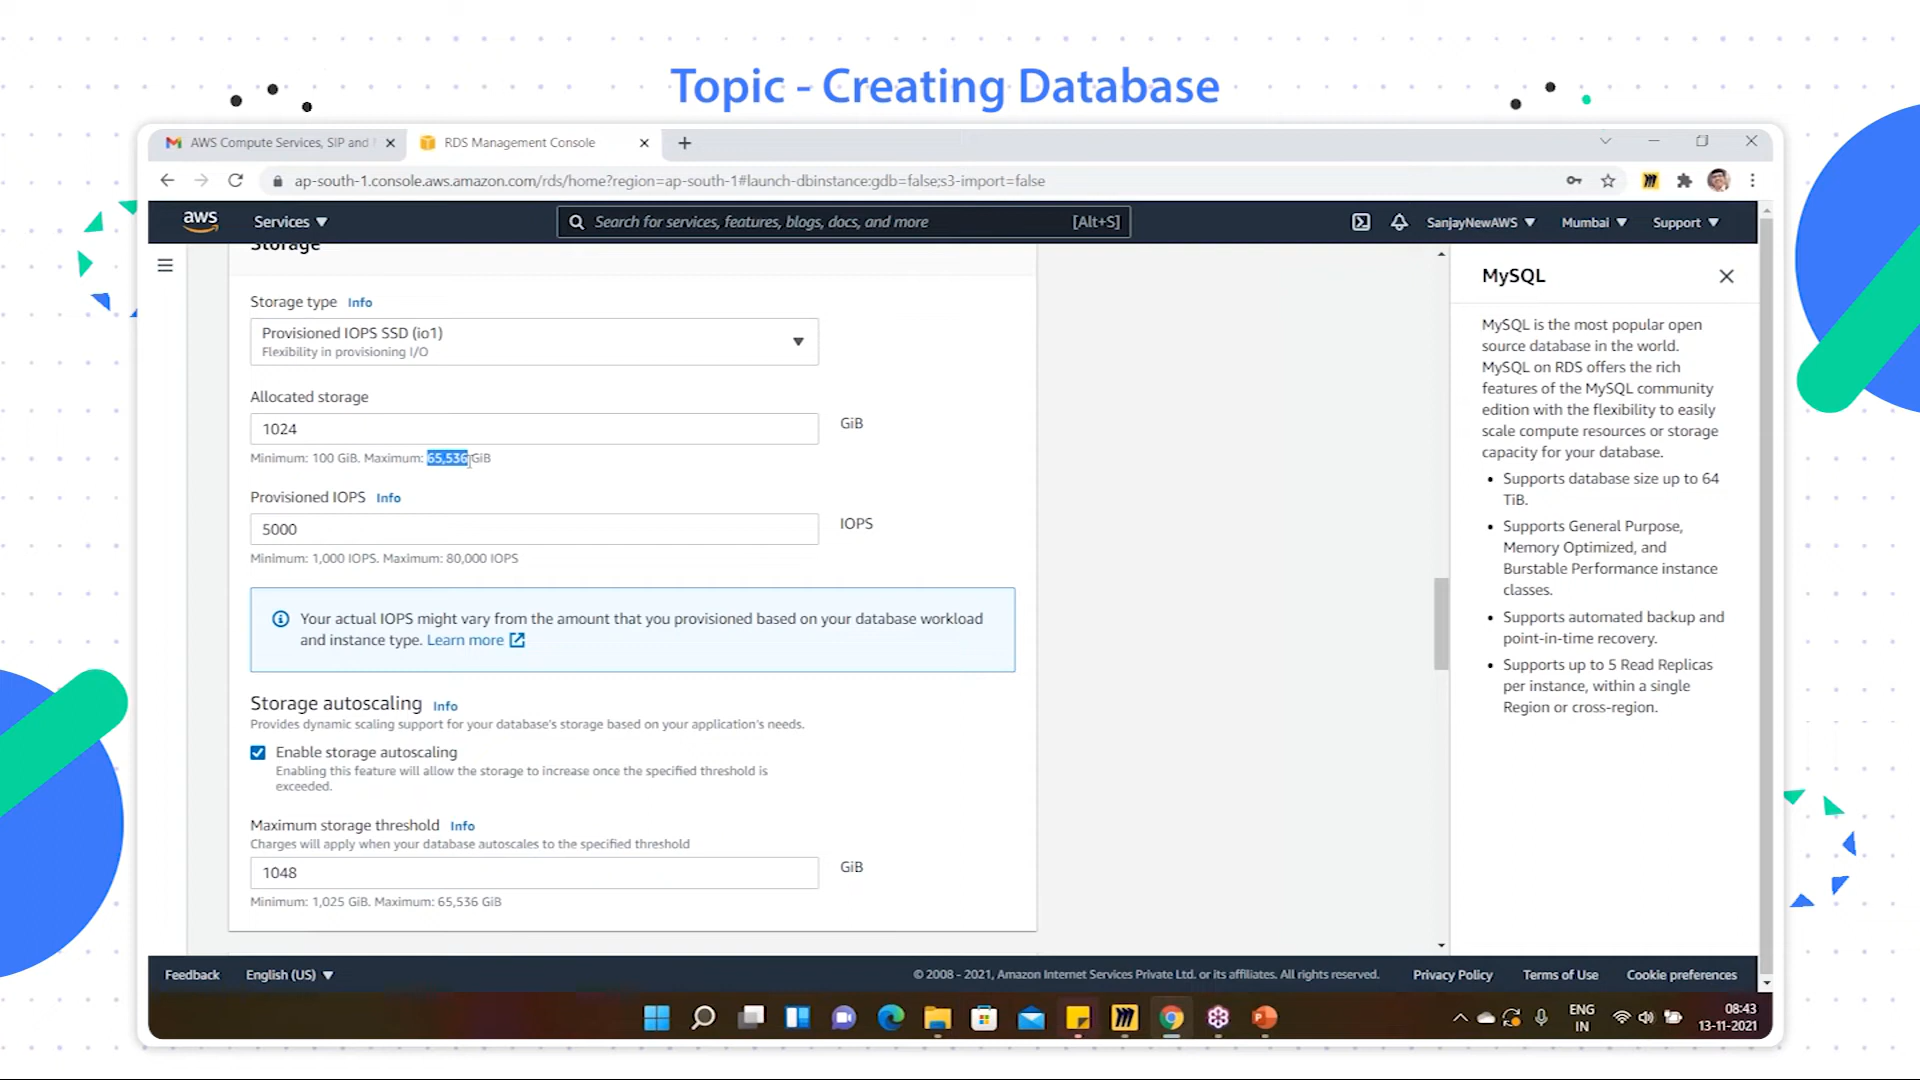 Topic - Creating Database
AWS Compute Services, SIP and
RDS Management Console
ap-south-1.console.aws.amazon.com/rds/home?region=ap-south-1#launch-dbinstance:gdb=false;s3-import=false
aws
Services
Search for services, features, blogs, docs, and more
[Alt+S]
SanjayNewAWS
Mumbai
Support
Storage
Storage type Info
Provisioned IOPS SSD (io1)
Flexibility in provisioning I/O
Allocated storage
1024
GiB
Minimum: 100 GiB. Maximum: 65,536 GiB
Provisioned IOPS Info
5000
IOPS
Minimum: 1,000 IOPS. Maximum: 80,000 IOPS
Your actual IOPS might vary from the amount that you provisioned based on your database workload
and instance type. Learn more
Storage autoscaling Info
Provides dynamic scaling support for your database's storage based on your application's needs.
Enable storage autoscaling
Enabling this feature will allow the storage to increase once the specified threshold is
exceeded.
Maximum storage threshold Info
Charges will apply when your database autoscales to the specified threshold
1048
GiB
Minimum: 1,025 GiB. Maximum: 65,536 GiB
MySQL
MySQL is the most popular open
source database in the world.
MySQL on RDS offers the rich
features of the MySQL community
edition with the flexibility to easily
scale compute resources or storage
capacity for your database.
• Supports database size up to 64
TiB.
• Supports General Purpose,
Memory Optimized, and
Burstable Performance instance
classes.
• Supports automated backup and
point-in-time recovery.
• Supports up to 5 Read Replicas
per instance, within a single
Region or cross-region.
Feedback
English (US)
© 2008 - 2021, Amazon Internet Services Private Ltd. or its affiliates. All rights reserved.
Privacy Policy
Terms of Use
Cookie preferences
ENG
IN
08:43
13-11-2021